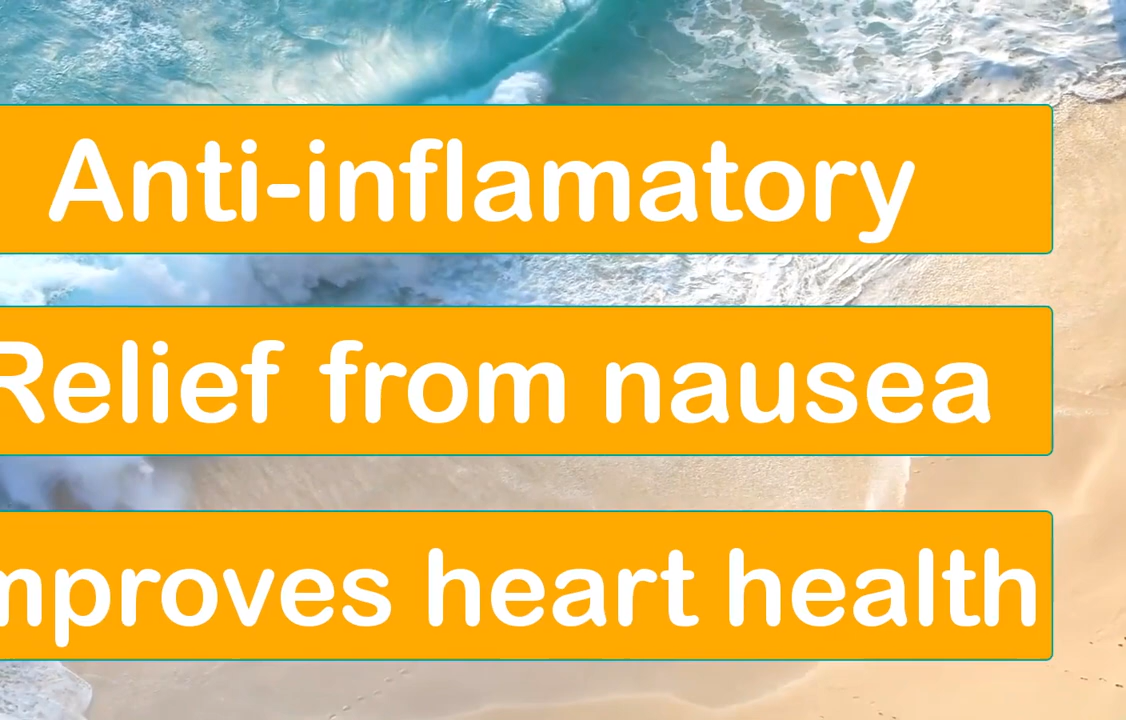 Anti-inflamatory
Relief from nausea
mproves heart health